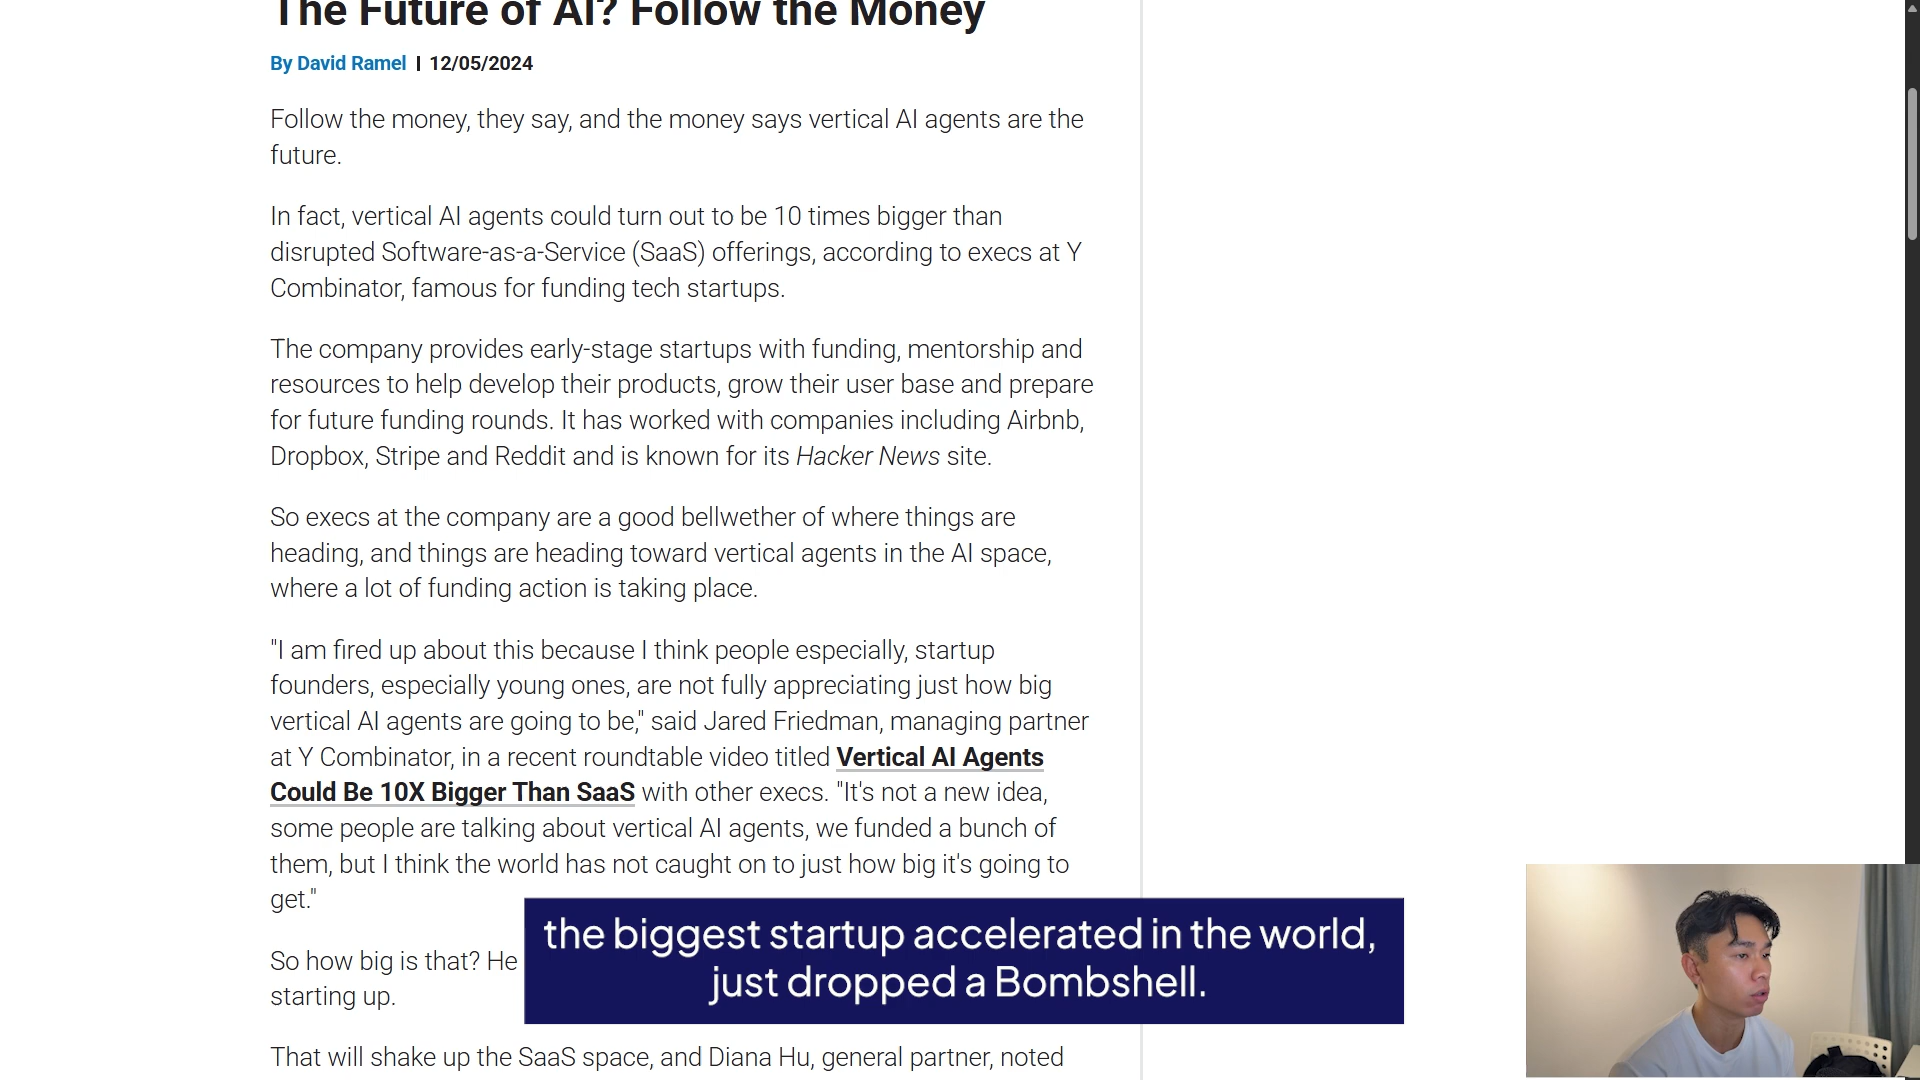 The Future of AI? Follow the Money
By David Ramel | 12/05/2024
Follow the money, they say, and the money says vertical AI agents are the
future.
In fact, vertical AI agents could turn out to be 10 times bigger than
disrupted Software-as-a-Service (SaaS) offerings, according to execs at Y
Combinator, famous for funding tech startups.
The company provides early-stage startups with funding, mentorship and
resources to help develop their products, grow their user base and prepare
for future funding rounds. It has worked with companies including Airbnb,
Dropbox, Stripe and Reddit and is known for its Hacker News site.
So execs at the company are a good bellwether of where things are
heading, and things are heading toward vertical agents in the AI space,
where a lot of funding action is taking place.
"I am fired up about this because I think people especially, startup
founders, especially young ones, are not fully appreciating just how big
vertical AI agents are going to be," said Jared Friedman, managing partner
at Y Combinator, in a recent roundtable video titled Vertical AI Agents
Could Be 10X Bigger Than SaaS with other execs. "It's not a new idea,
some people are talking about vertical AI agents, we funded a bunch of
them, but I think the world has not caught on to just how big it's going to
get."
So how big is that? He
starting up.
That will shake up the SaaS space, and Diana Hu, general partner, noted
the biggest startup accelerated in the world,
just dropped a Bombshell.